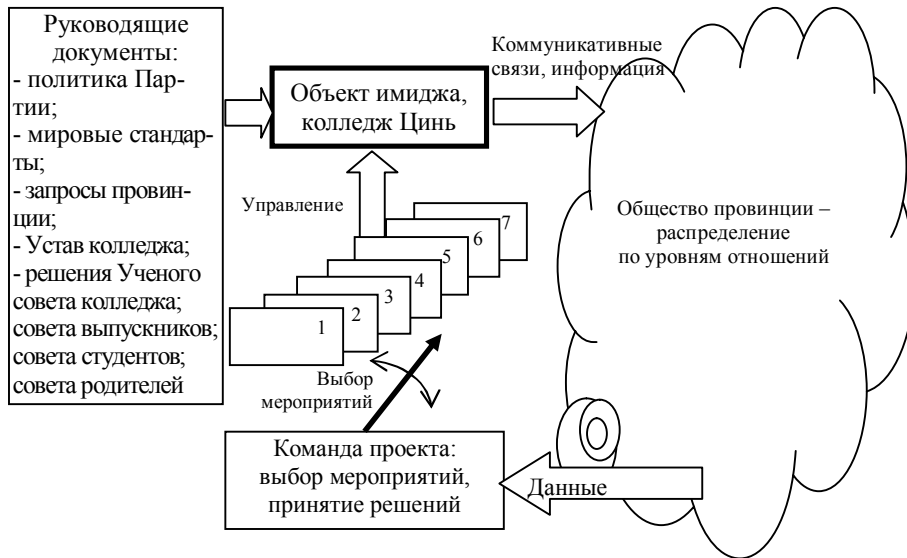 Руководящие
документы:
- политика Пар-
тии;
- мировые стандар-
ты;
- запросы провин-
ции;
- Устав колледжа;
- решения Ученого
совета колледжа;
совета выпускников;
совета студентов;
совета родителей
Объект имиджа,
колледж Цинь
Коммуникативные
связи, информация
Управление
7
6
5
4
3
2
1
Общество провинции –
распределение
по уровням отношений
Выбор
мероприятий
Команда проекта:
выбор мероприятий,
принятие решений
Данные